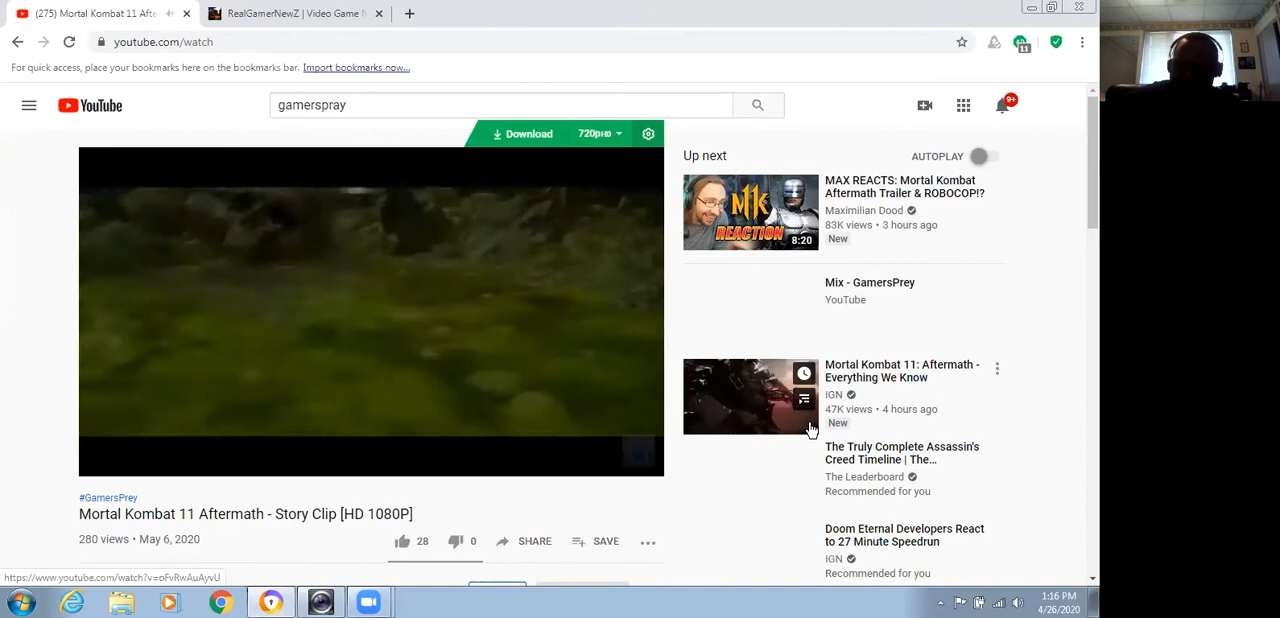 (275) Mortal Kombat 11 Afte
RealGamerNewZ | Video Game N
youtube.com/watch
11
For quick access, place your bookmarks here on the bookmarks bar. Import bookmarks now...
YouTube
gamerspray
9+
Download 720PHD
Up next
AUTOPLAY
MAX REACTS: Mortal Kombat
Aftermath Trailer & ROBOCOP!?
Maximilian Dood
83K views • 3 hours ago
New
MK
REACTION
8:20
Mix - GamersPrey
YouTube
Mortal Kombat 11: Aftermath -
Everything We Know
IGN
47K views • 4 hours ago
New
The Truly Complete Assassin's
Creed Timeline | The...
The Leaderboard
Recommended for you
Doom Eternal Developers React
to 27 Minute Speedrun
IGN
Recommended for you
#GamersPrey
Mortal Kombat 11 Aftermath - Story Clip [HD 1080P]
280 views • May 6, 2020
28 0 SHARE SAVE
https://www.youtube.com/watch?v=oFvRwAuAyvU
1:16 PM
4/26/2020